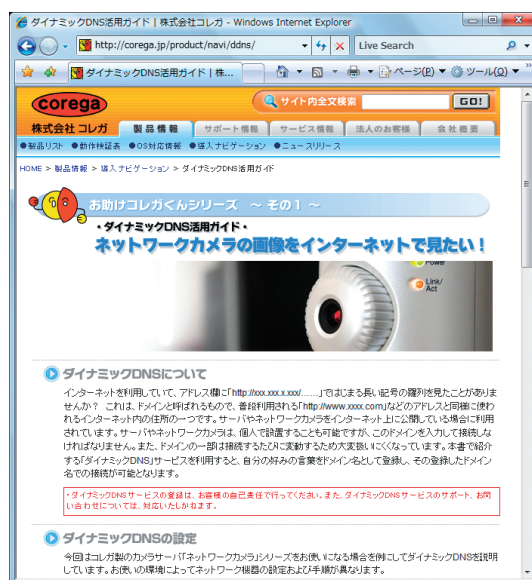 ダイナミックDNS活用ガイド | 株式会社コレガ - Windows Internet Explorer
http://corega.jp/product/navi/ddns/
Live Search
ダイナミックDNS活用ガイド | 株...
ページ(P)
ツール(O)
corega
サイト内全文検索
GO!
株式会社 コレガ
製品情報
サポート情報
サービス情報
法人のお客様
会社概要
●製品リスト ●動作検証表 ●OS対応情報 ●導入ナビゲーション ●ニュースリリース
HOME > 製品情報 > 導入ナビゲーション > ダイナミックDNS活用ガイド
お助けコレガくんシリーズ ～ その1 ～
・ダイナミックDNS活用ガイド・
ネットワークカメラの画像をインターネットで見たい！
Power
Link/
Act
ダイナミックDNSについて
インターネットを利用していて、アドレス欄に「http://xxx.xxx.x.xxx/......」ではじまる長い記号の羅列を見たことがありま
せんか？ これは、ドメインと呼ばれるもので、普段利用される「http://www.xxxx.com」などのアドレスと同様に使わ
れるインターネット内の住所の一つです。サーバやネットワークカメラをインターネット上に公開している場合に利用
されています。サーバやネットワークカメラは、個人で設置することも可能ですが、このドメインを入力して接続しな
ければなりません。また、ドメインの一部は接続するたびに変動するため大変扱いにくくなっています。本書で紹介
する「ダイナミックDNS」サービスを利用すると、自分の好みの言葉をドメイン名として登録し、その登録したドメイン
名での接続が可能となります。
・ダイナミックDNSサービスの登録は、お客様の自己責任で行ってください。また、ダイナミックDNSサービスのサポート、お問
い合わせについては、対応いたしかねます。
ダイナミックDNSの設定
今回はコレガ製のカメラサーバ「ネットワークカメラ」シリーズをお使いになる場合を例にしてダイナミックDNSを説明
しています。お使いの環境によってネットワーク機器の設定および手順が異なります。